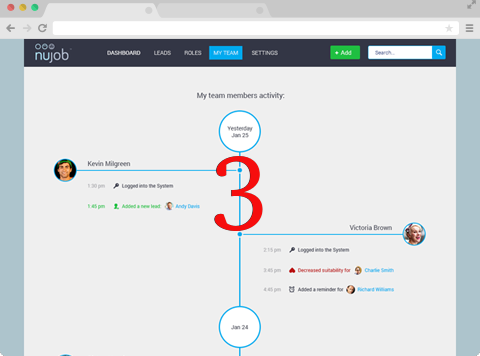 nujob
DASHBOARD LEADS ROLES MY TEAM SETTINGS + Add Search...
My team members activity:
Yesterday
Jan 25
Kevin Milgreen
1:30 pm Logged into the System
1:45 pm Added a new lead Andy Davis
3
Victoria Brown
2:15 pm Logged into the System
3:45 pm Decreased suitability for Charlie Smith
4:45 pm Added a reminder for Richard Williams
Jan 24